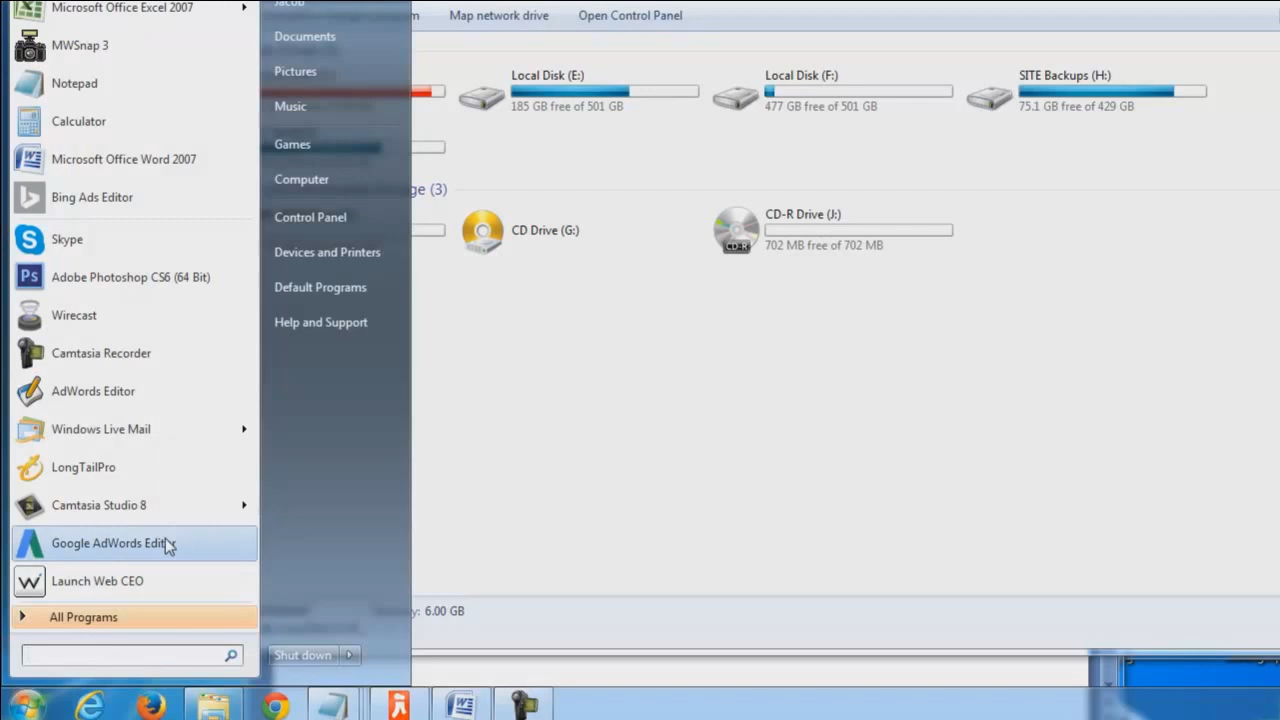 Microsoft Office Excel 2007
MWSnap 3
Notepad
Calculator
Microsoft Office Word 2007
Bing Ads Editor
Skype
Adobe Photoshop CS6 (64 Bit)
Wirecast
Camtasia Recorder
AdWords Editor
Windows Live Mail
LongTailPro
Camtasia Studio 8
Google AdWords Editor
Launch Web CEO
All Programs
Jacob
Documents
Pictures
Music
Games
Computer
Control Panel
Devices and Printers
Default Programs
Help and Support
Shut down
Map network drive
Open Control Panel
Local Disk (E:)
185 GB free of 501 GB
Local Disk (F:)
477 GB free of 501 GB
SITE Backups (H:)
75.1 GB free of 429 GB
(3)
CD Drive (G:)
CD-R Drive (J:)
702 MB free of 702 MB
CD-R
6.00 GB